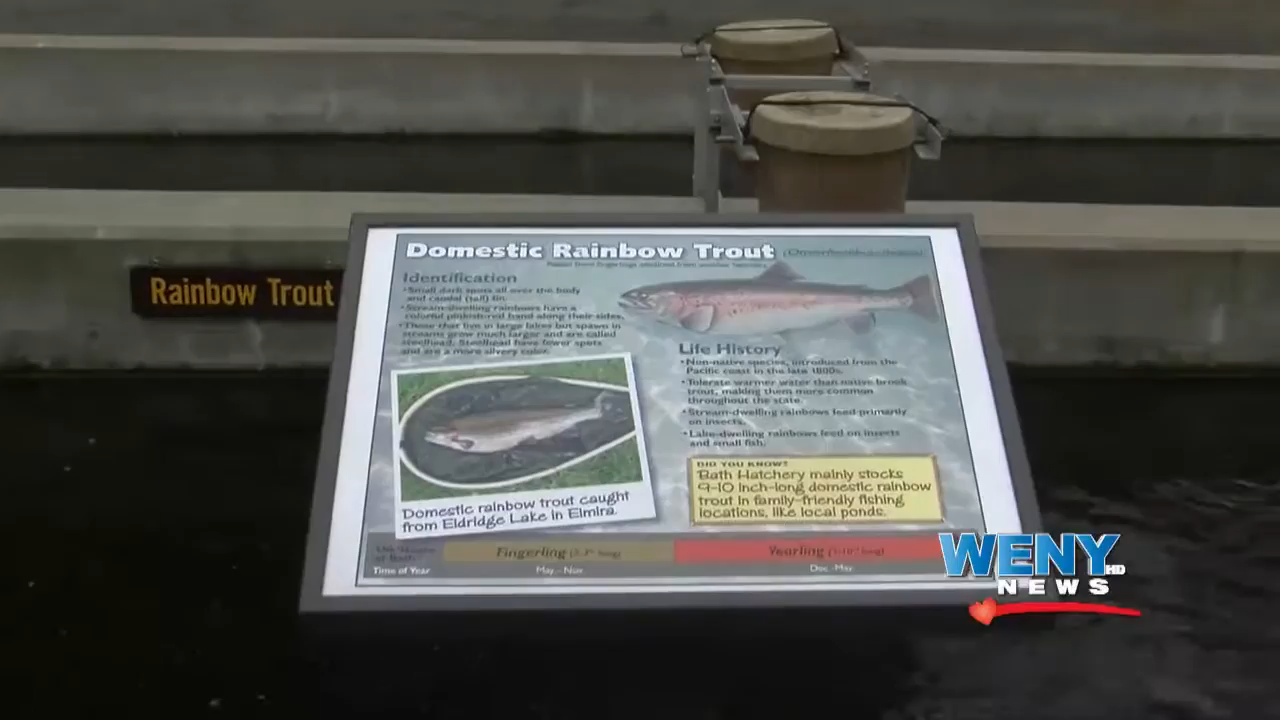 Domestic Rainbow Trout
Identification
•Small dark spots all over the body
and caudal (tail) fin.
•Stream-dwelling rainbows have a
colorful pinkish-red band along their sides.
•Those that live in large lakes but spawn in
streams grow much larger and are called
steelhead. Steelhead have fewer spots
and are a more silvery color.
Rainbow Trout
Life History
•Non-native species, introduced from the
Pacific coast in the late 1800s.
•Tolerate warmer water than native brook
trout, making them more common
throughout the state.
•Stream-dwelling rainbows feed primarily
on insects.
•Lake-dwelling rainbows feed on insects
and small fish.
DID YOU KNOW?
Bath Hatchery mainly stocks
9-10 inch-long domestic rainbow
trout in family-friendly fishing
locations, like local ponds.
Domestic rainbow trout caught
from Eldridge Lake in Elmira.
Fingerling
Yearling
Time of Year
May - Nov
Dec - May
WENY HD
NEWS